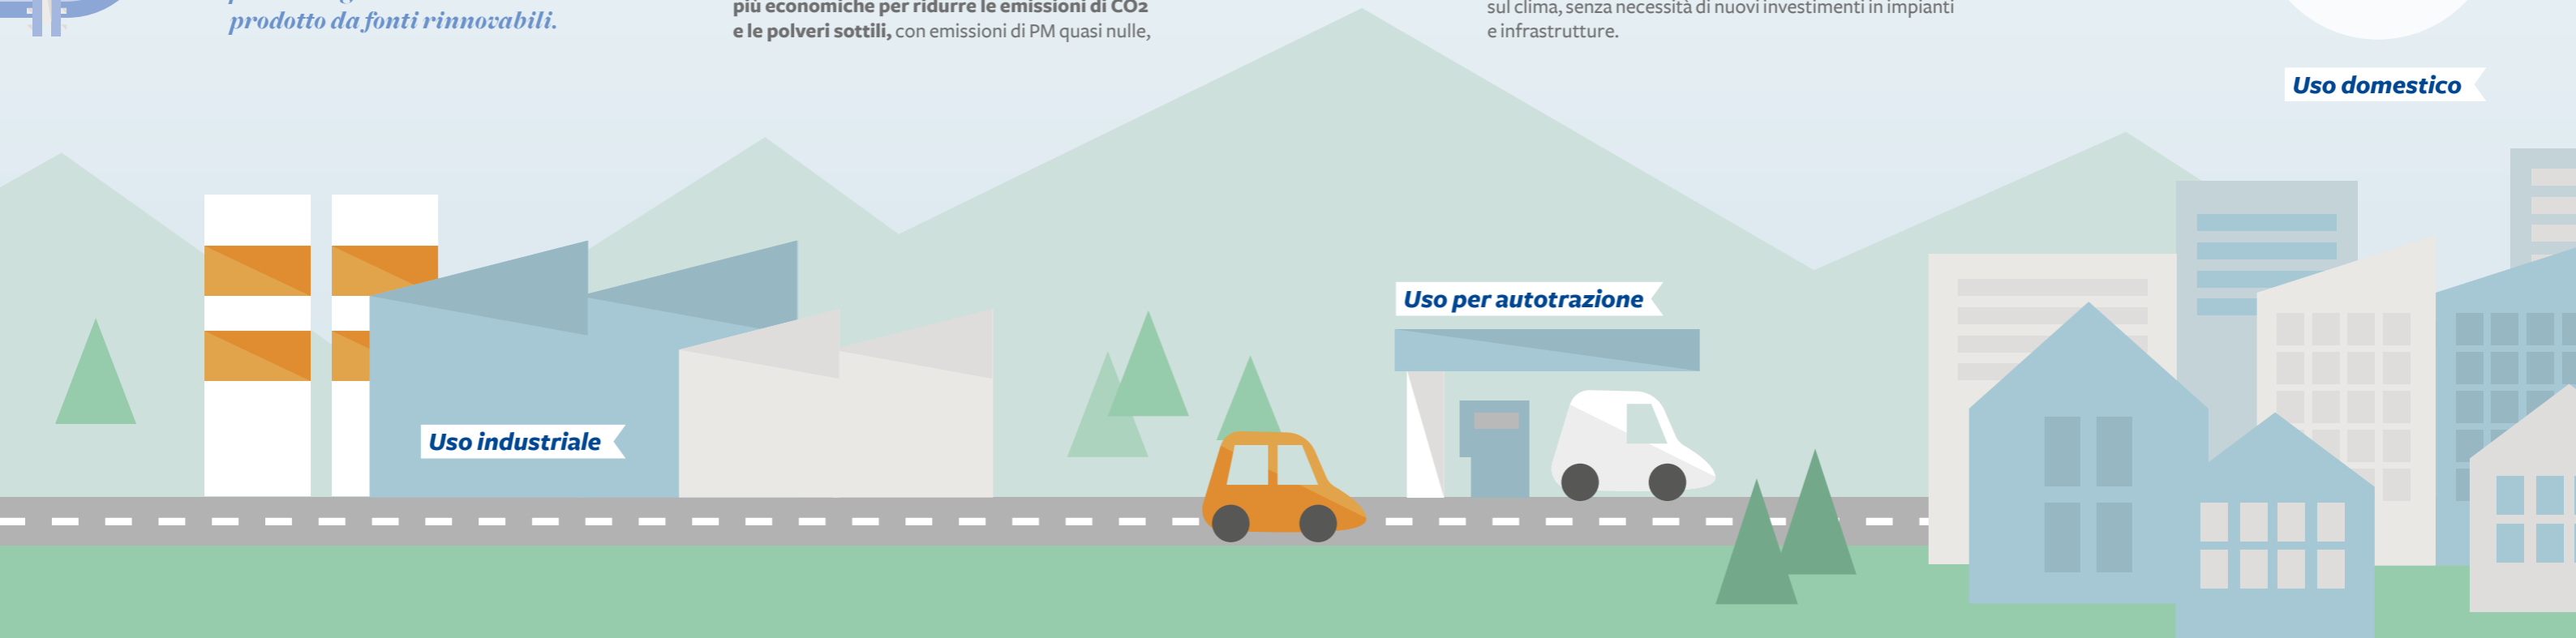 prodotto da fonti rinnovabili.
più economiche per ridurre le emissioni di CO2
e le polveri sottili, con emissioni di PM quasi nulle,
sul clima, senza necessità di nuovi investimenti in impianti
e infrastrutture.
Uso domestico
Uso per autotrazione
Uso industriale